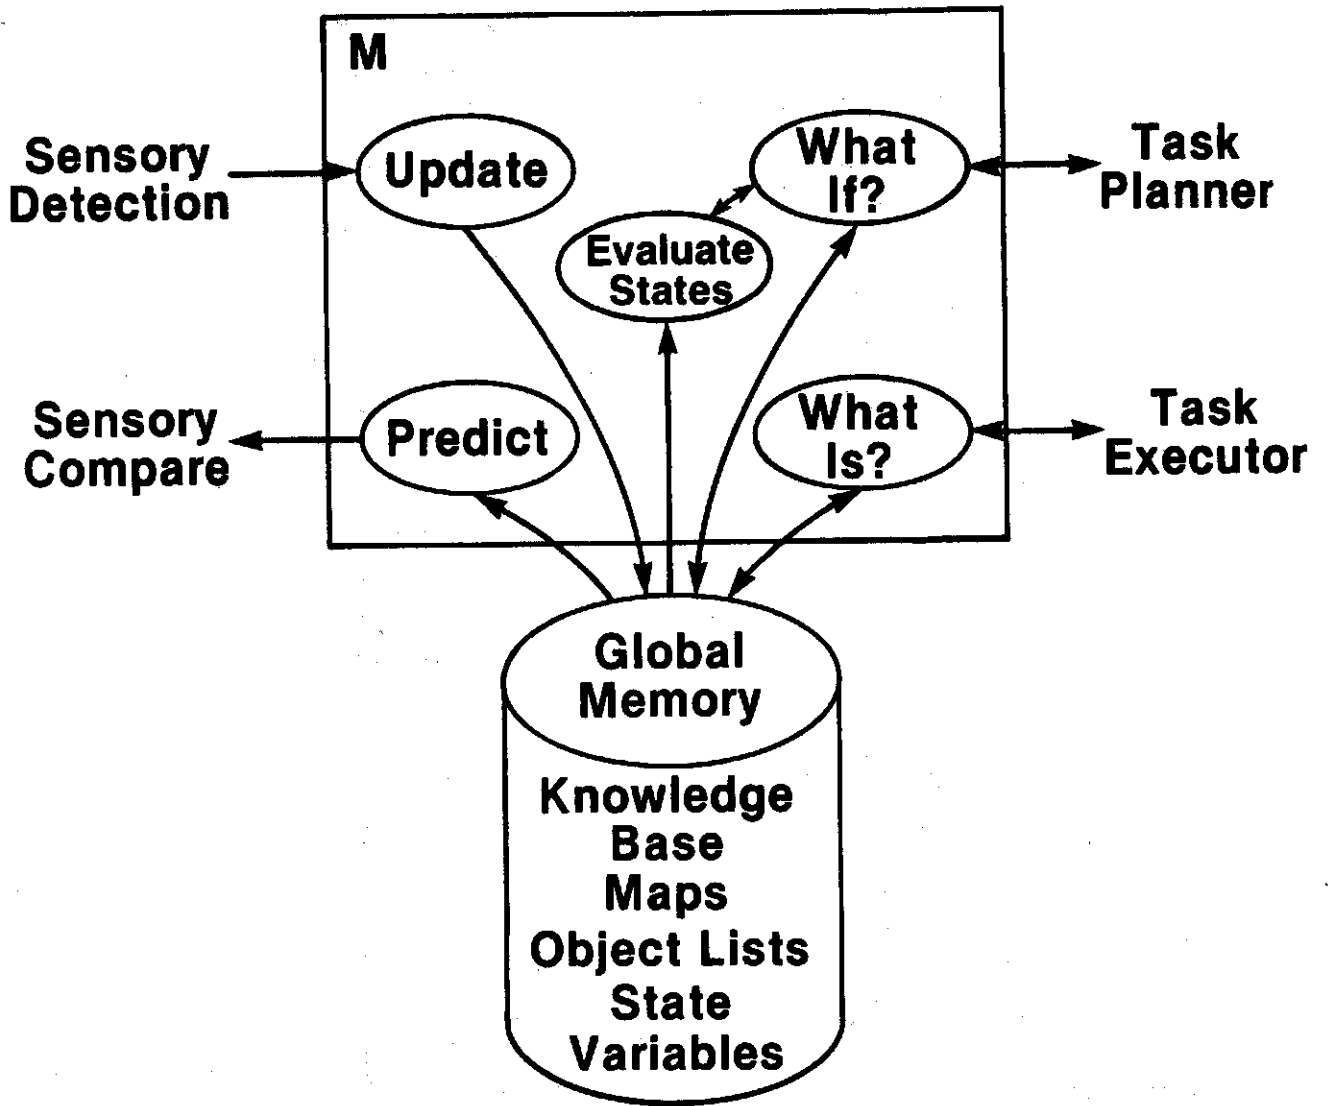 M
Sensory
Detection
Update
What
If?
Task
Planner
Evaluate
States
Sensory
Compare
Predict
What
Is?
Task
Executor
Global
Memory
Knowledge
Base
Maps
Object Lists
State
Variables